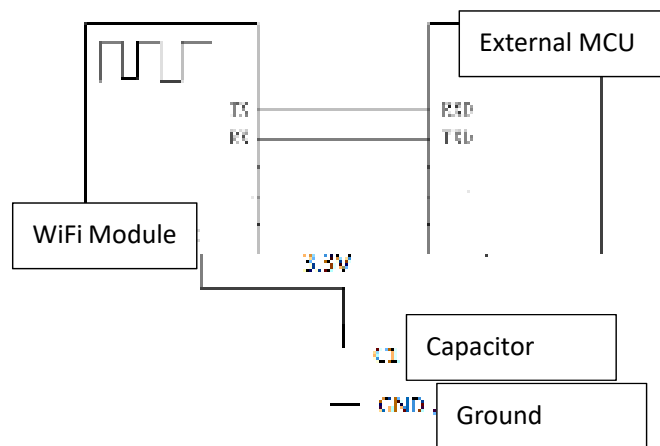 External MCU
TX RXD
RX TXD
WiFi Module
3.3V
C1 Capacitor
GND Ground